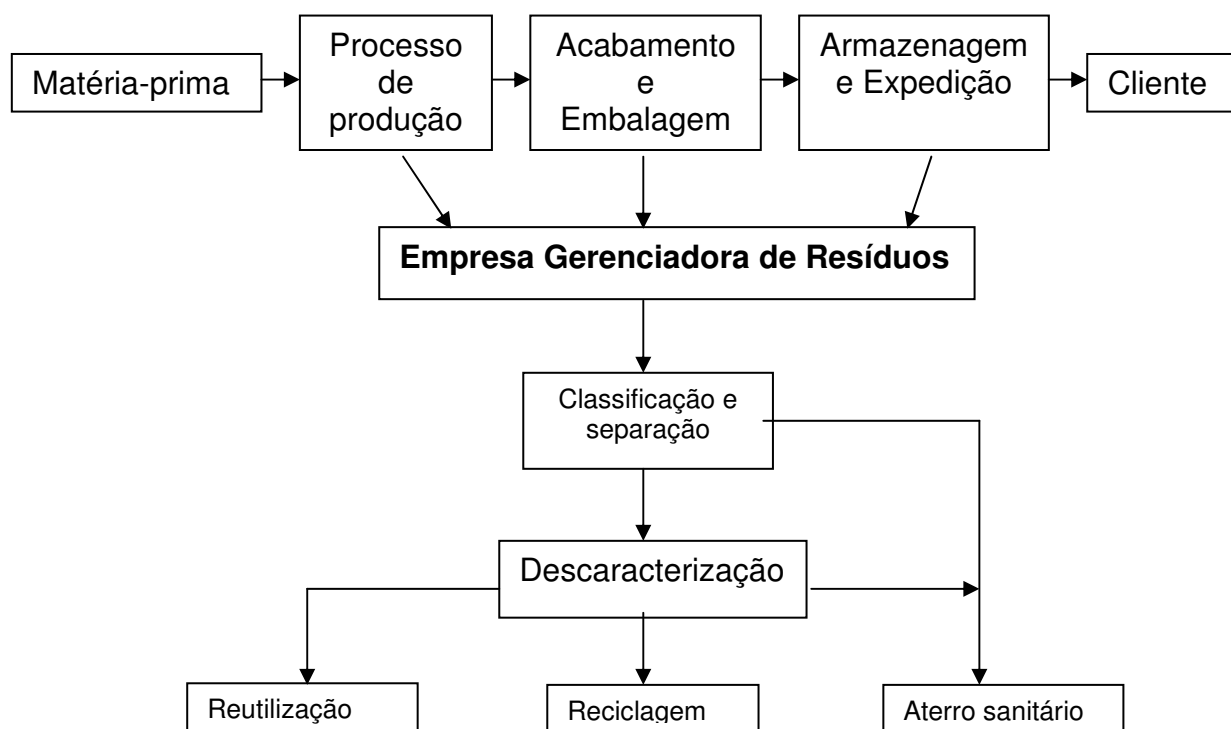 Matéria-prima
Processo
de
produção
Acabamento
e
Embalagem
Armazenagem
e Expedição
Cliente
Empresa Gerenciadora de Resíduos
Classificação e
separação
Descaracterização
Reutilização
Reciclagem
Aterro sanitário